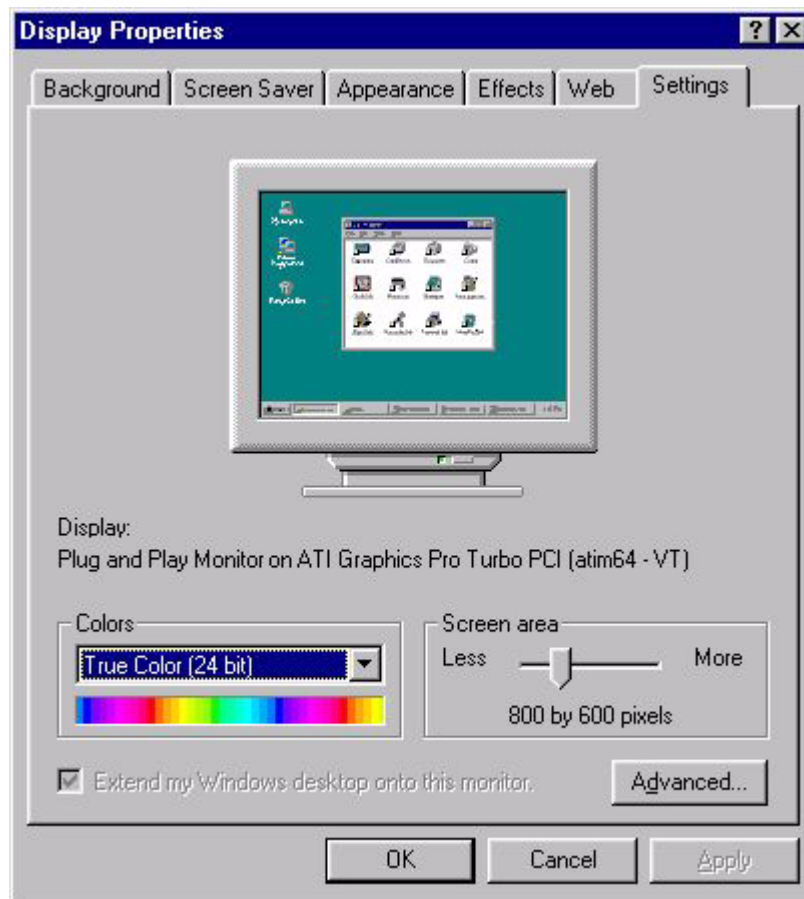 Display Properties
Background Screen Saver Appearance Effects Web Settings
Display:
Plug and Play Monitor on ATI Graphics Pro Turbo PCI (atim64 - VT)
Colors
True Color (24 bit)
Screen area
Less More
800 by 600 pixels
Extend my Windows desktop onto this monitor.
Advanced...
OK Cancel Apply